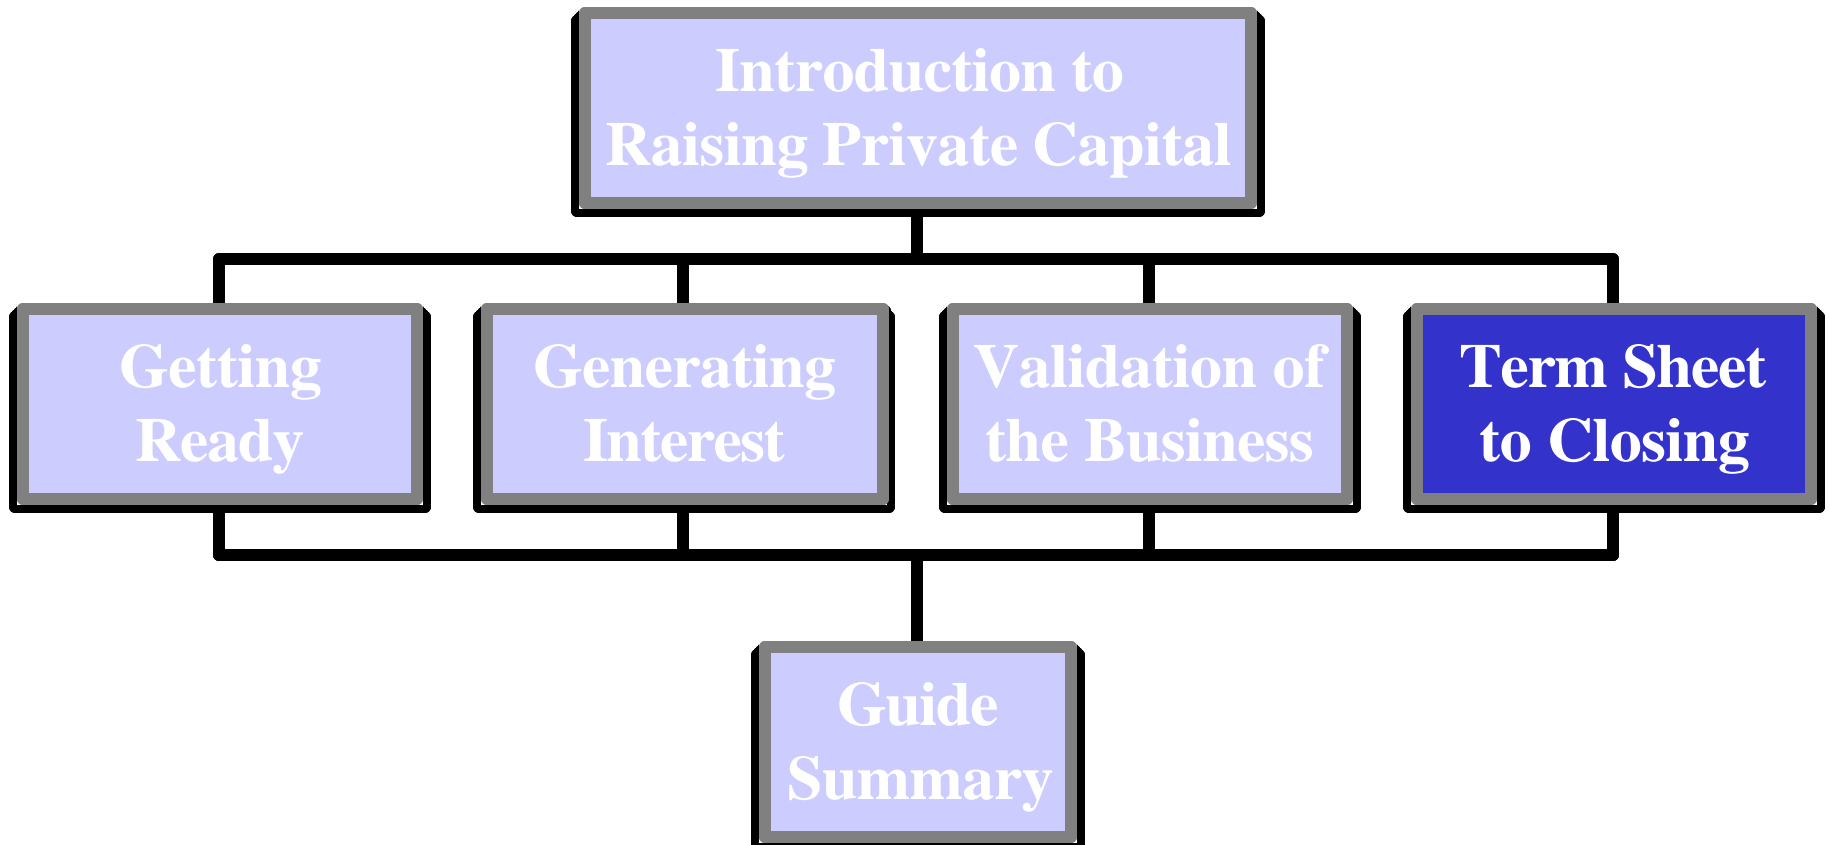 Introduction to
Raising Private Capital
Getting
Ready
Generating
Interest
Validation of
the Business
Term Sheet
to Closing
Guide
Summary